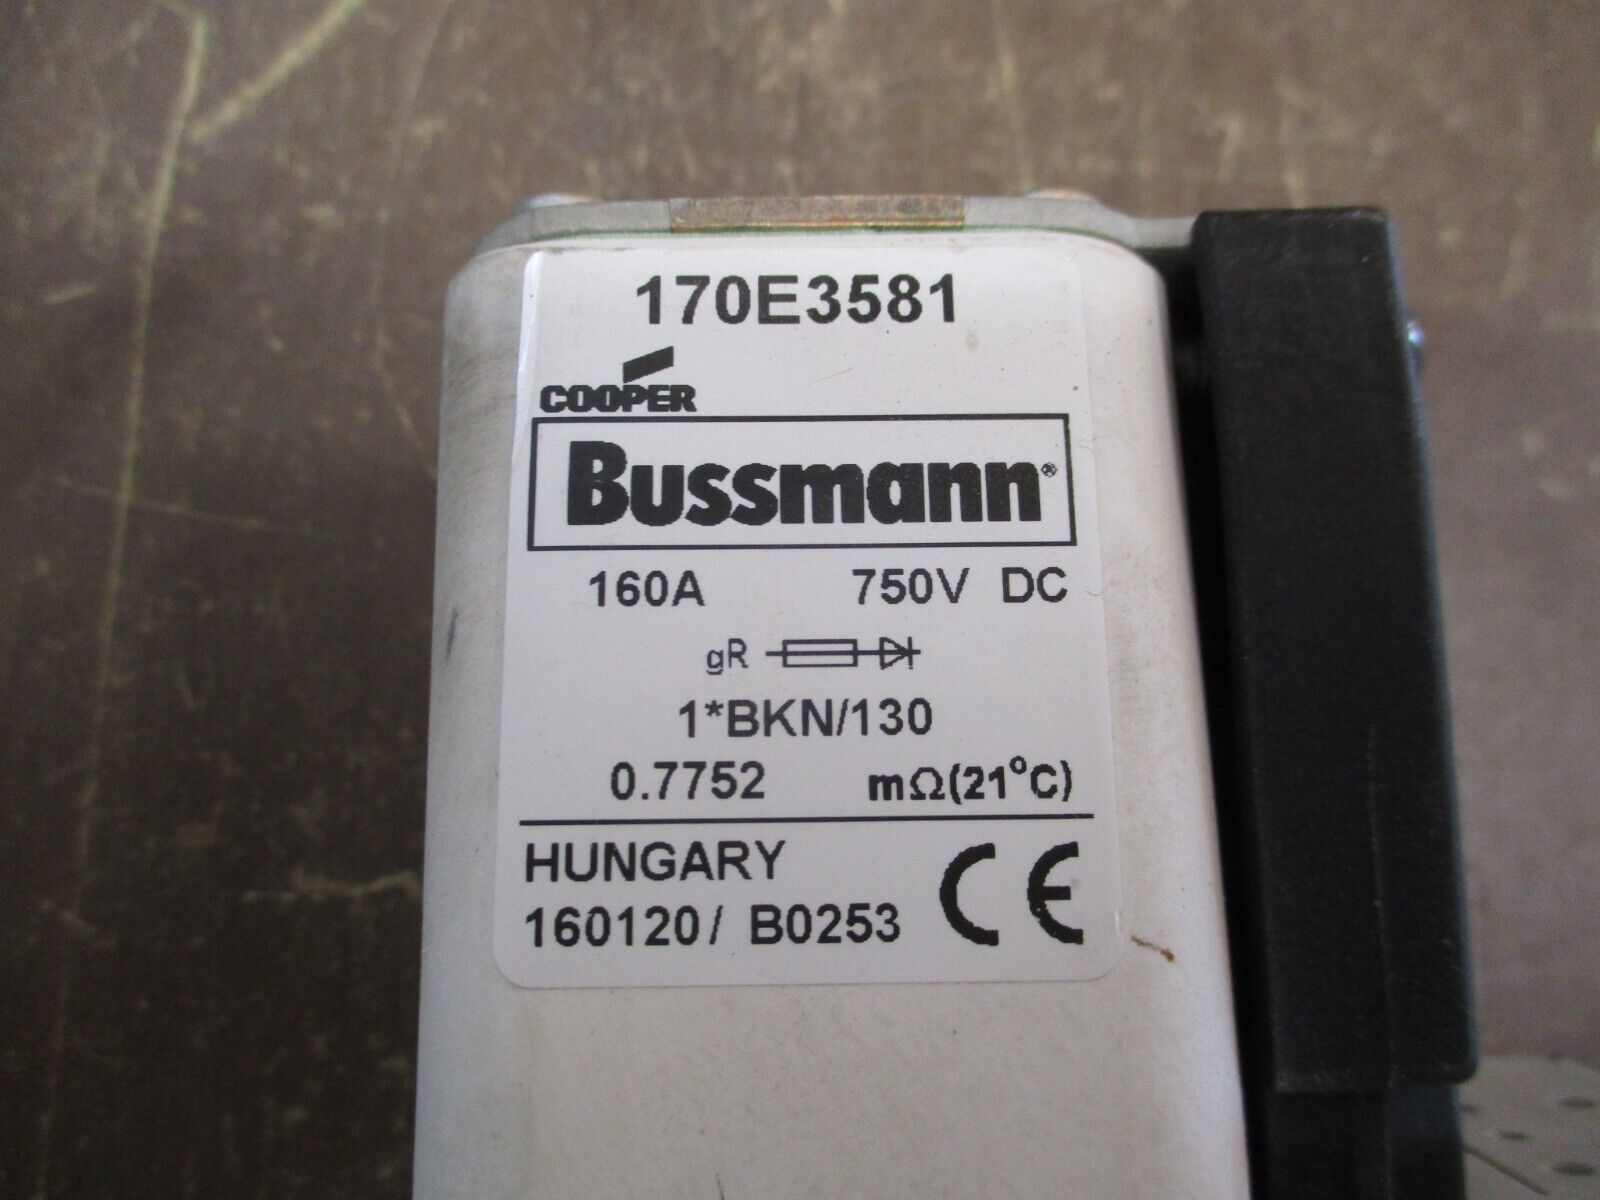 170E3581
COOPER
Bussmann®
160A 750V DC
gR
1*BKN/130
0.7752 mΩ(21°C)
HUNGARY
160120/ B0253 CE